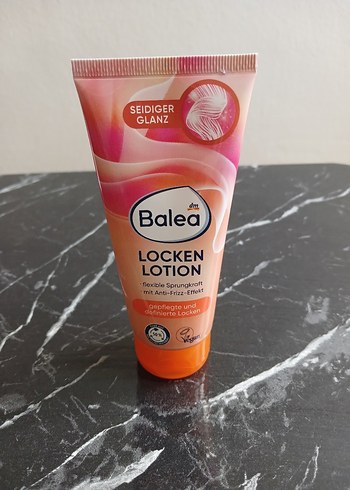 SEIDIGER
GLANZ
dm
Balea
LOCKEN
LOTION
flexible Sprungkraft
mit Anti-Frizz-Effekt
gepflegte und
definierte Locken
Vegan